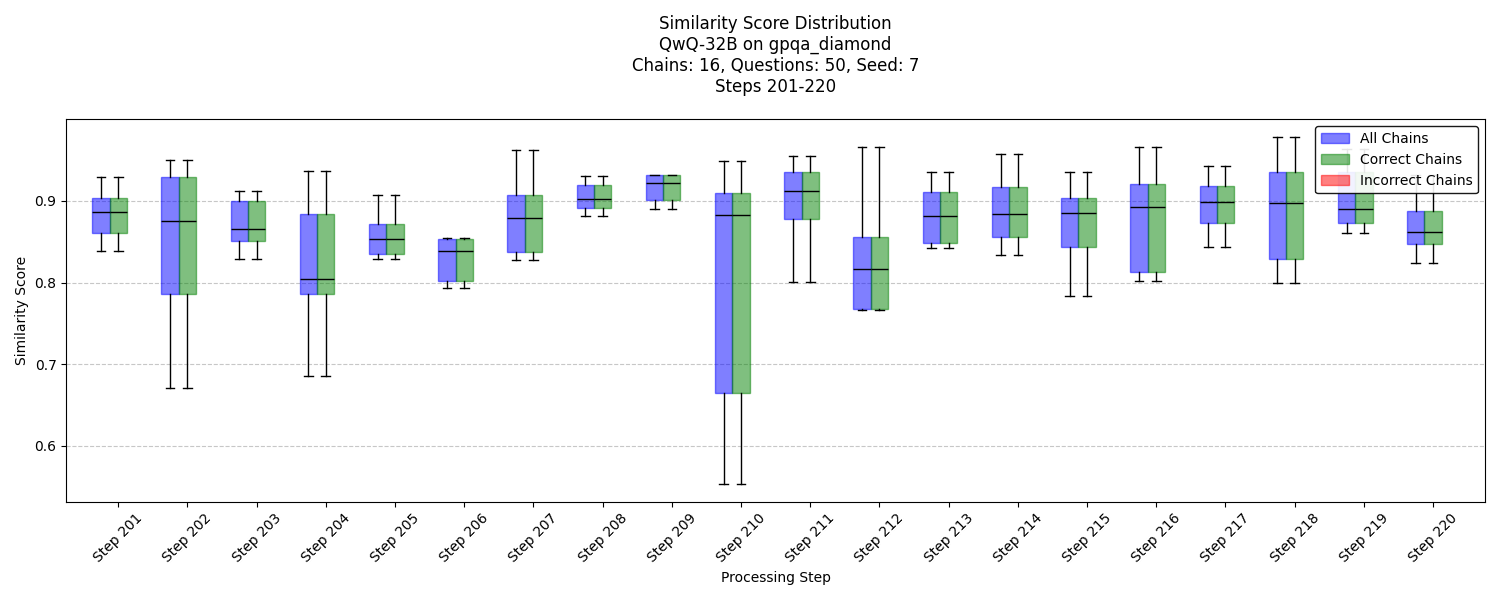 Similarity Score Distribution
QwQ-32B on gpqa_diamond
Chains: 16, Questions: 50, Seed: 7
Steps 201-220
All Chains
Correct Chains
Incorrect Chains
Similarity Score
0.9
0.8
0.7
0.6
Step 201
Step 202
Step 203
Step 204
Step 205
Step 206
Step 207
Step 208
Step 209
Step 210
Step 211
Step 212
Step 213
Step 214
Step 215
Step 216
Step 217
Step 218
Step 219
Step 220
Processing Step